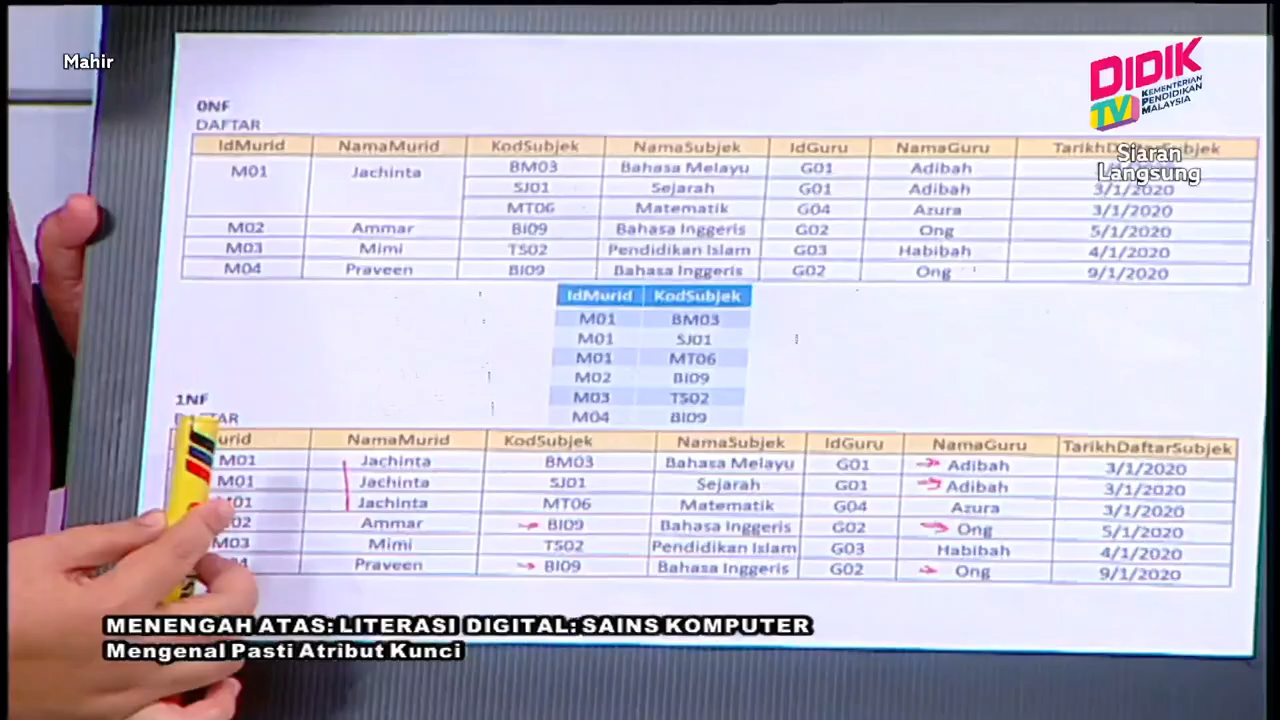 Mahir
DIDIK
TV
KEMENTERIAN
PENDIDIKAN
MALAYSIA
Siaran
Langsung
0NF
DAFTAR
IdMurid NamaMurid KodSubjek NamaSubjek IdGuru NamaGuru TarikhDaftarSubjek
M01 Jachinta BM03 Bahasa Melayu G01 Adibah
SJ01 Sejarah G01 Adibah 3/1/2020
MT06 Matematik G04 Azura 3/1/2020
M02 Ammar BI09 Bahasa Inggeris G02 Ong 5/1/2020
M03 Mimi TS02 Pendidikan Islam G03 Habibah 4/1/2020
M04 Praveen BI09 Bahasa Inggeris G02 Ong 9/1/2020
IdMurid KodSubjek
M01 BM03
M01 SJ01
M01 MT06
M02 BI09
M03 TS02
M04 BI09
1NF
NamaMurid KodSubjek NamaSubjek IdGuru NamaGuru TarikhDaftarSubjek
M01 Jachinta BM03 Bahasa Melayu G01 Adibah 3/1/2020
M01 Jachinta SJ01 Sejarah G01 Adibah 3/1/2020
Jachinta MT06 Matematik G04 Azura 3/1/2020
Ammar BI09 Bahasa Inggeris G02 Ong 5/1/2020
M03 Mimi TS02 Pendidikan Islam G03 Habibah 4/1/2020
Praveen BI09 Bahasa Inggeris G02 Ong 9/1/2020
MENENGAH ATAS: LITERASI DIGITAL: SAINS KOMPUTER
Mengenal Pasti Atribut Kunci